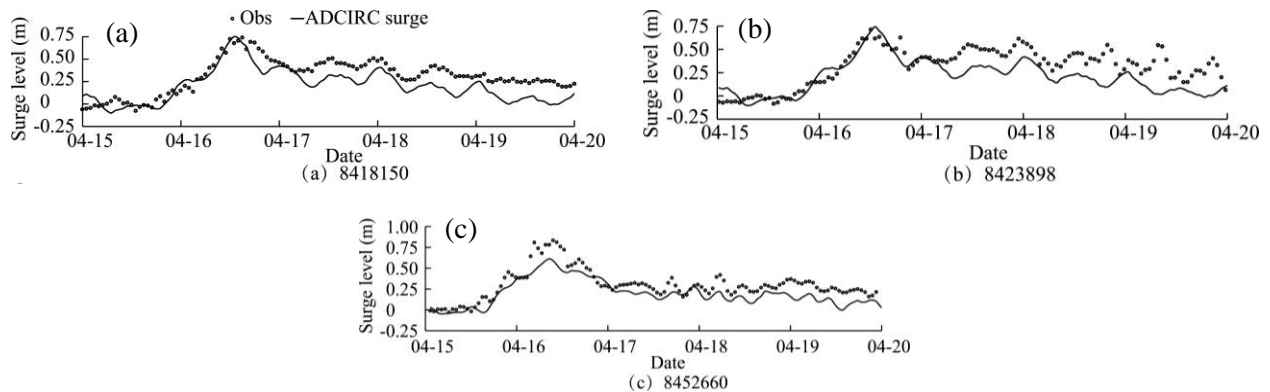 (a)
∘ Obs —ADCIRC surge
Surge level (m)
0.75
0.50
0.25
0
-0.25
04-15 04-16 04-17 04-18 04-19 04-20
Date
(a) 8418150
(b)
Surge level (m)
0.75
0.50
0.25
0
-0.25
04-15 04-16 04-17 04-18 04-19 04-20
Date
(b) 8423898
(c)
Surge level (m)
1.00
0.75
0.50
0.25
0
-0.25
04-15 04-16 04-17 04-18 04-19 04-20
Date
(c) 8452660